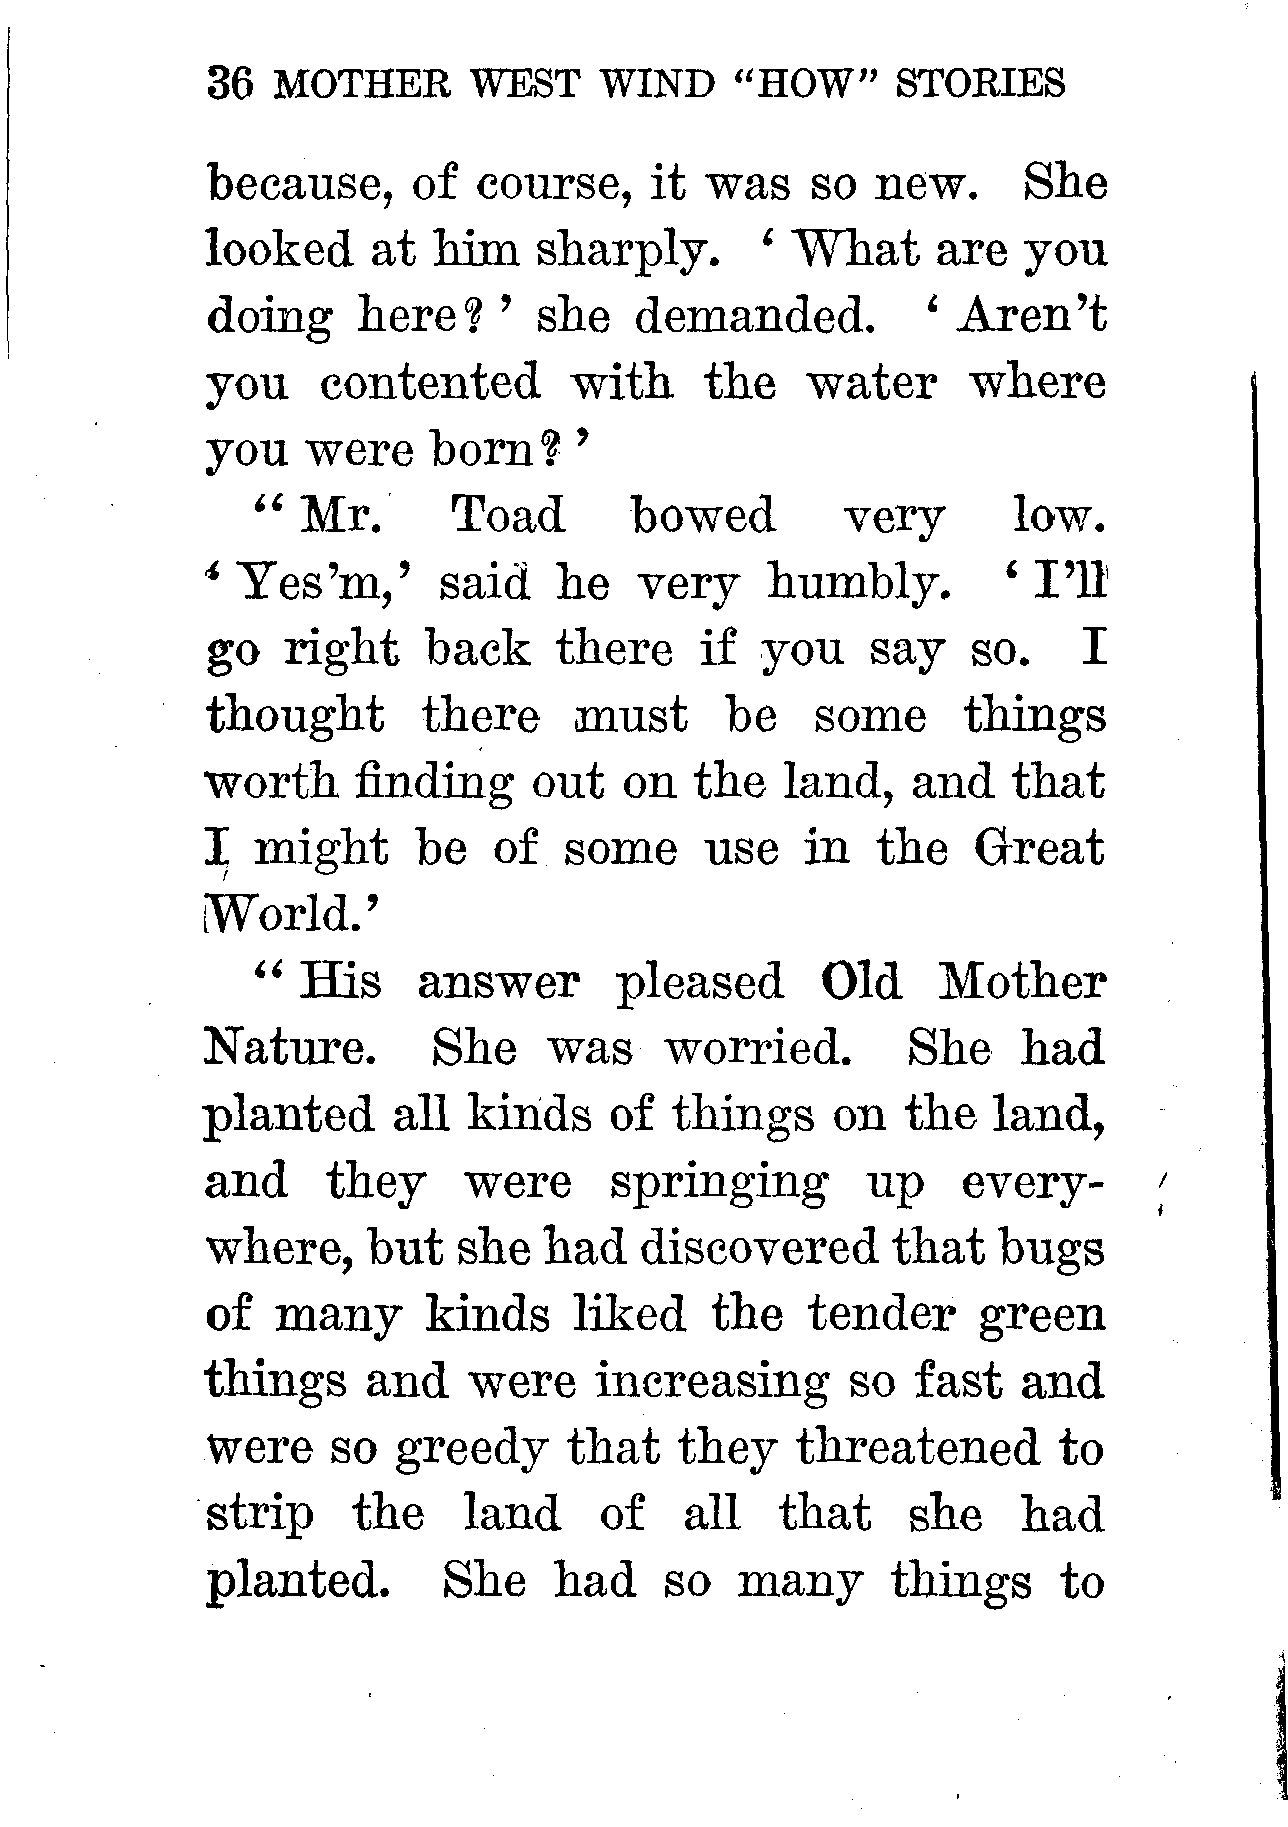 36 MOTHER WEST WIND "HOW" STORIES
because, of course, it was so new. She
looked at him sharply. ‘ What are you
doing here? ’ she demanded. ‘ Aren’t
you contented with the water where
you were born? ’
“ Mr. Toad bowed very low.
‘ Yes’m,’ said he very humbly. ‘ I’ll
go right back there if you say so. I
thought there must be some things
worth finding out on the land, and that
I might be of some use in the Great
World.’
“ His answer pleased Old Mother
Nature. She was worried. She had
planted all kinds of things on the land,
and they were springing up every-
where, but she had discovered that bugs
of many kinds liked the tender green
things and were increasing so fast and
were so greedy that they threatened to
strip the land of all that she had
planted. She had so many things to